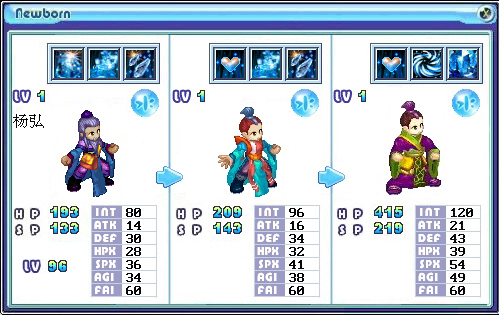 Newborn
LV 1
杨弘
HP 193
SP 133
LV 96
INT 80
ATK 14
DEF 30
HPX 28
SPX 36
AGI 34
FAI 60
LV 1
HP 209
SP 143
INT 96
ATK 16
DEF 34
HPX 32
SPX 41
AGI 38
FAI 60
LV 1
HP 415
SP 219
INT 120
ATK 21
DEF 43
HPX 39
SPX 54
AGI 49
FAI 60